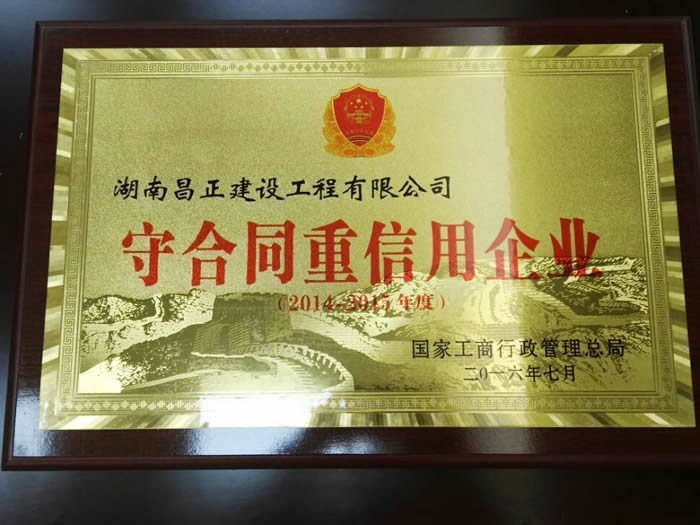 湖南昌正建设工程有限公司
守合同重信用企业
（2014-2015年度）
国家工商行政管理总局
二〇一六年七月